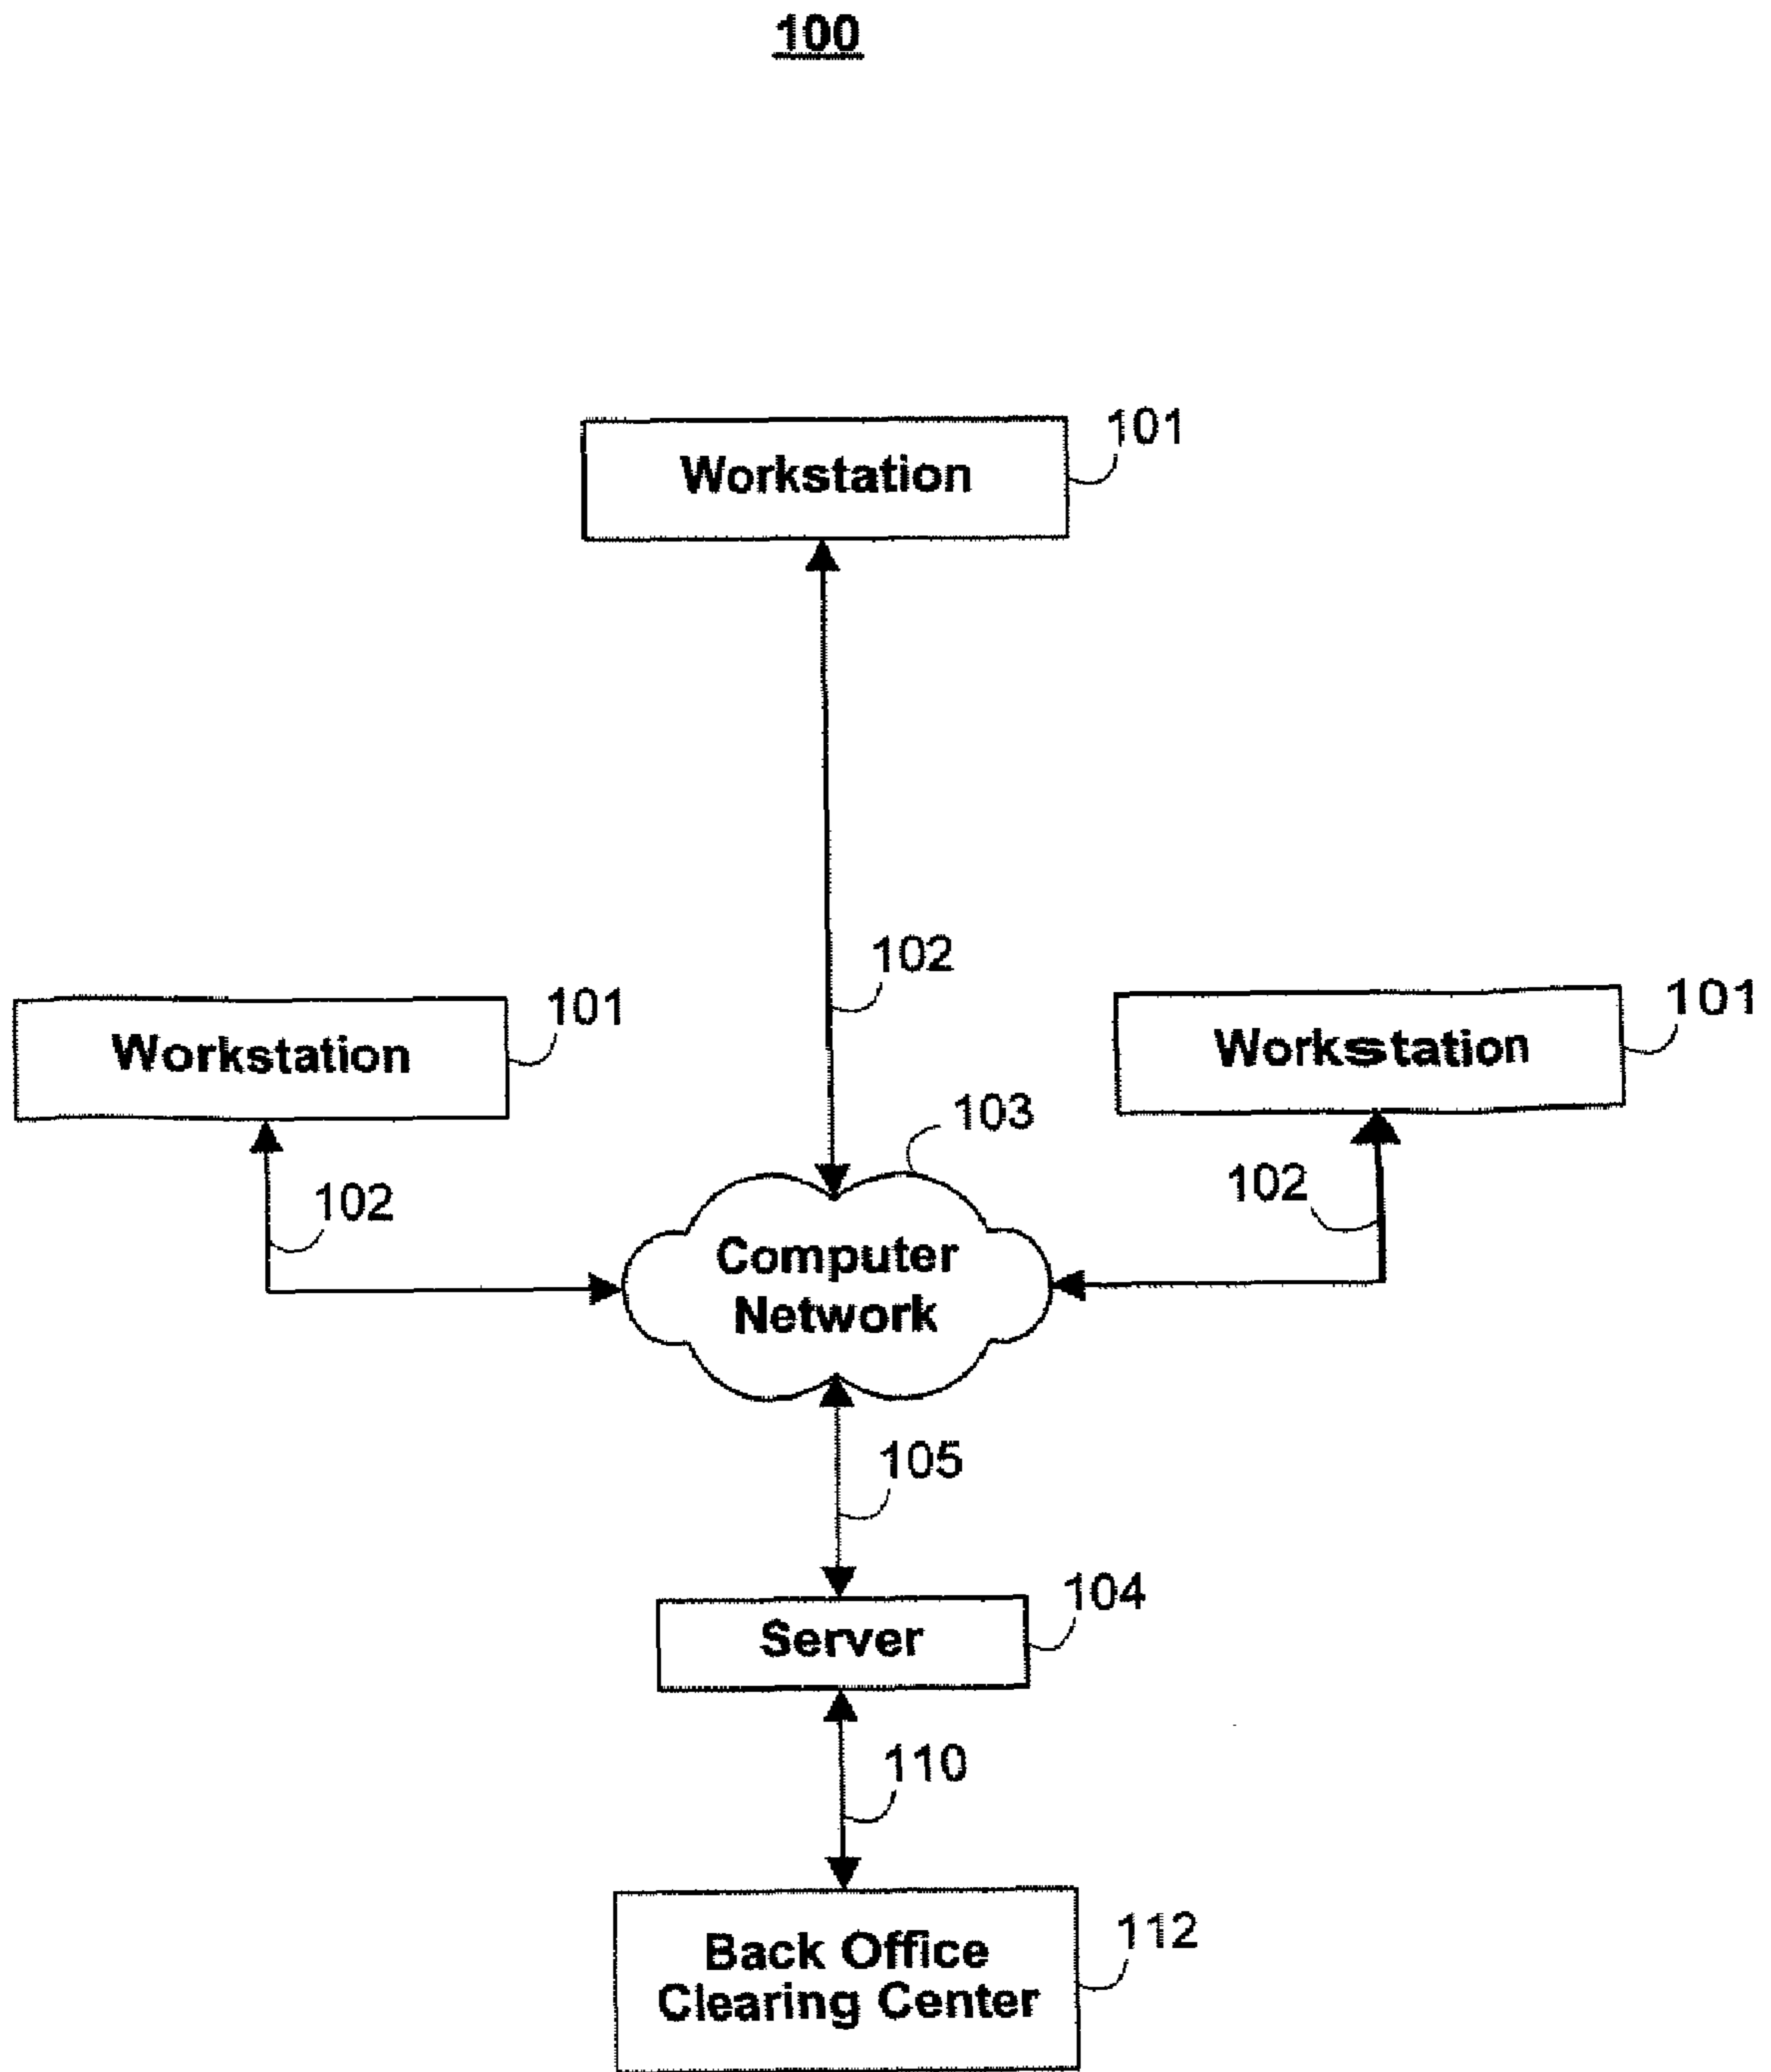 100
101
Workstation
102
101
Workstation
101
Workstation
103
102
102
Computer
Network
105
104
Server
110
112
Back Office
Clearing Center